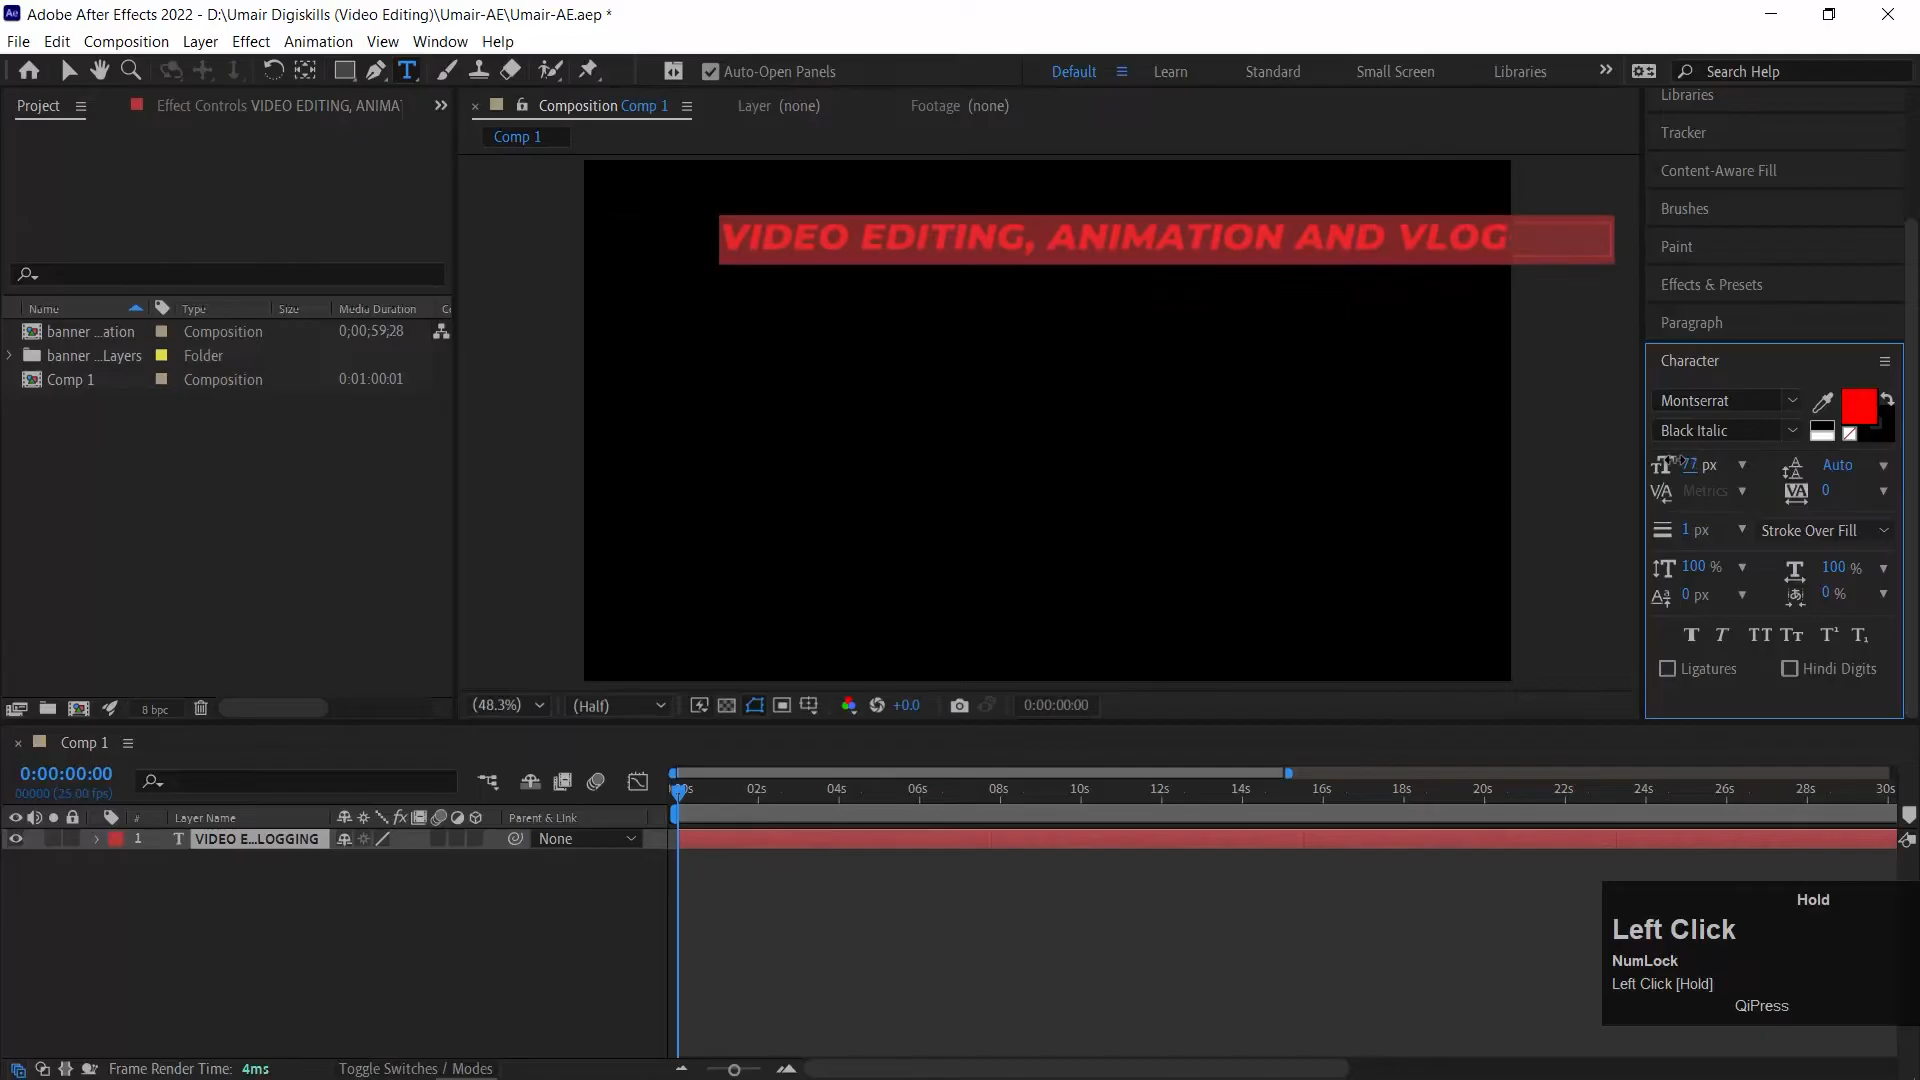 Adobe After Effects 2022 - D:\Umair Digiskills (Video Editing)\Umair-AE\Umair-AE.aep *
File Edit Composition Layer Effect Animation View Window Help
Auto-Open Panels
Default Learn Standard Small Screen Libraries
Search Help
Project
Effect Controls VIDEO EDITING, ANIMA
Composition Comp 1
Layer (none)
Footage (none)
Comp 1
VIDEO EDITING, ANIMATION AND VLOG
Name Type Size Media Duration
banner ...ation Composition 0;00;59;28
banner ...Layers Folder
Comp 1 Composition 0:01:00:01
8 bpc
(48.3%) (Half) +0.0 0:00:00:00
Libraries
Tracker
Content-Aware Fill
Brushes
Paint
Effects & Presets
Paragraph
Character
Montserrat
Black Italic
77 px Auto
Metrics 0
1 px Stroke Over Fill
100 % 100 %
0 px 0 %
Ligatures Hindi Digits
Comp 1
0:00:00:00
00000 (25.00 fps)
02s 04s 06s 08s 10s 12s 14s 16s 18s 20s 22s 24s 26s 28s 30s
# Layer Name Parent & Link
1 VIDEO E...LOGGING None
Hold
Left Click
NumLock
Left Click [Hold]
QiPress
Frame Render Time: 4ms
Toggle Switches / Modes